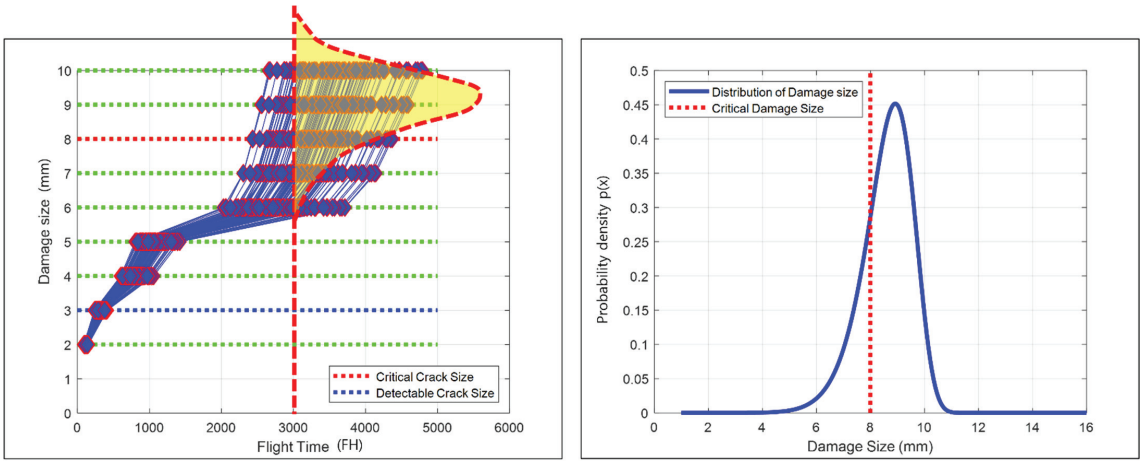 10
9
8
7
6
5
4
3
2
1
0
Damage size (mm)
0 1000 2000 3000 4000 5000 6000
Flight Time (FH)
Critical Crack Size
Detectable Crack Size
0.5
0.45
0.4
0.35
0.3
0.25
0.2
0.15
0.1
0.05
0
Probability density p(x)
0 2 4 6 8 10 12 14 16
Damage Size (mm)
Distribution of Damage size
Critical Damage Size